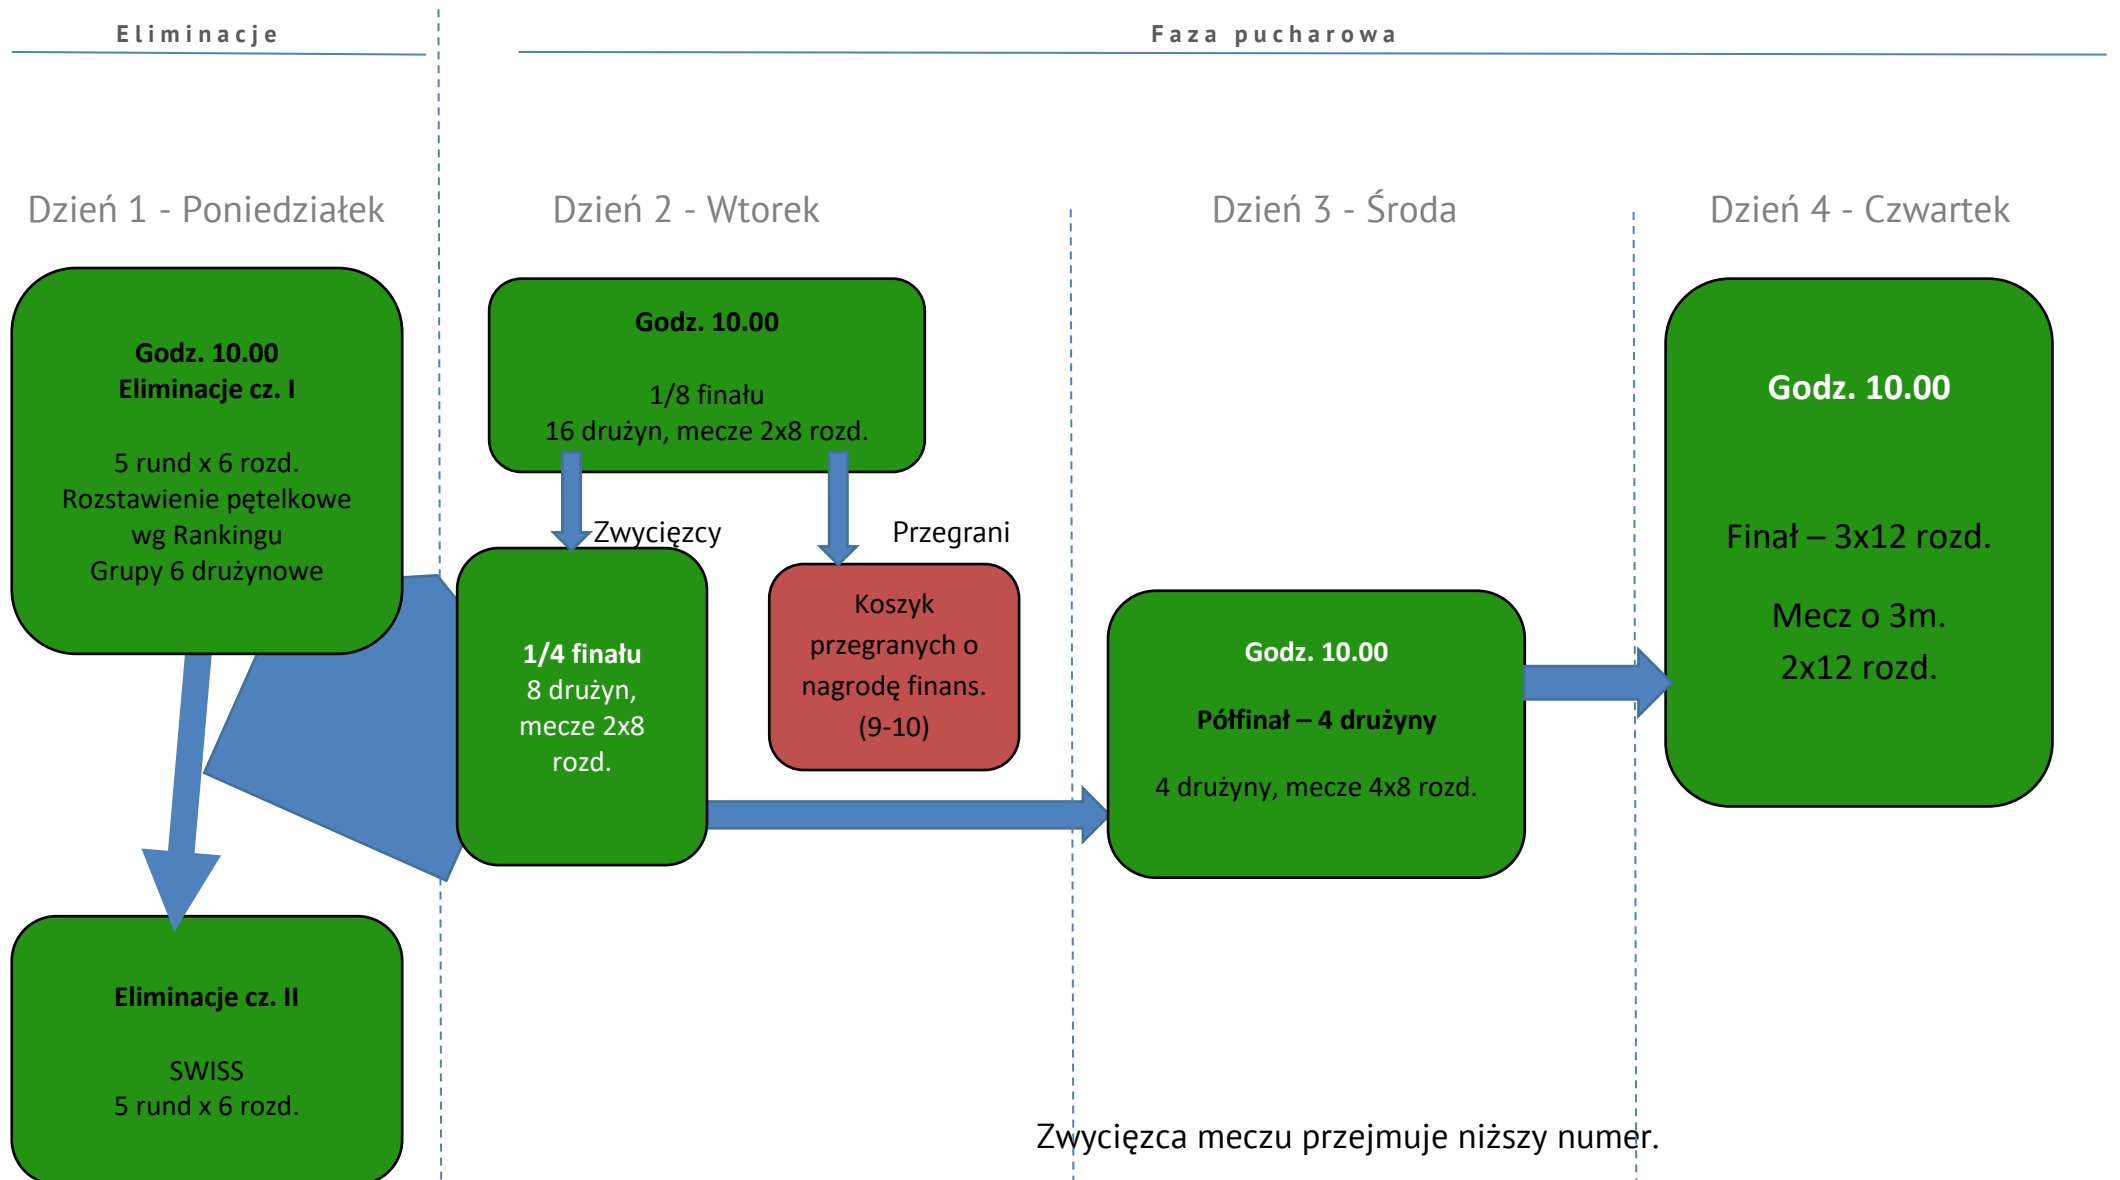 Eliminacje
Faza pucharowa
Dzień 1 - Poniedziałek
Dzień 2 - Wtorek
Dzień 3 - Środa
Dzień 4 - Czwartek
Godz. 10.00
Eliminacje cz. I
5 rund x 6 rozd.
Rozstawienie pętelkowe
wg Rankingu
Grupy 6 drużynowe
Eliminacje cz. II
SWISS
5 rund x 6 rozd.
Godz. 10.00
1/8 finału
16 drużyn, mecze 2x8 rozd.
Zwycięzcy
Przegrani
1/4 finału
8 drużyn,
mecze 2x8
rozd.
Koszyk
przegranych o
nagrodę finans.
(9-10)
Godz. 10.00
Półfinał – 4 drużyny
4 drużyny, mecze 4x8 rozd.
Godz. 10.00
Finał – 3x12 rozd.
Mecz o 3m.
2x12 rozd.
Zwycięzca meczu przejmuje niższy numer.